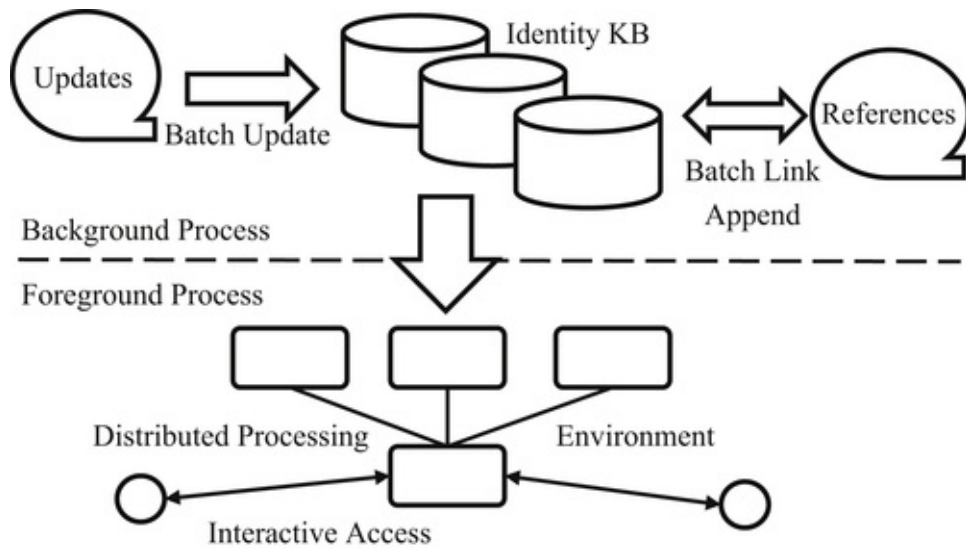 Identity KB
Updates
References
Batch Update
Batch Link
Append
Background Process
Foreground Process
Distributed Processing
Environment
Interactive Access